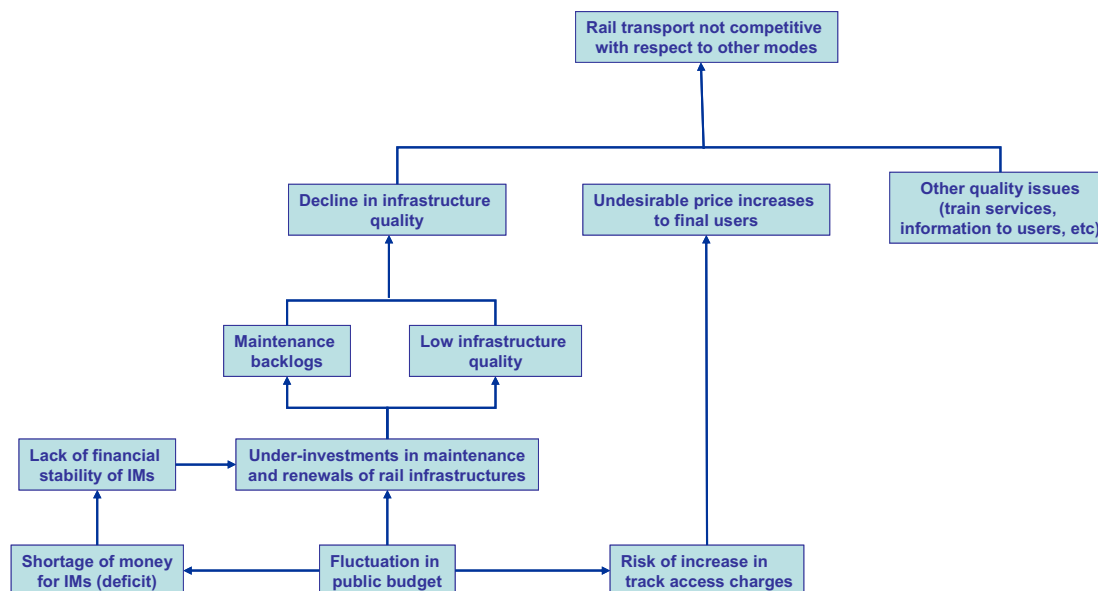 Rail transport not competitive
with respect to other modes
Decline in infrastructure
quality
Undesirable price increases
to final users
Other quality issues
(train services,
information to users, etc)
Maintenance
backlogs
Low infrastructure
quality
Lack of financial
stability of IMs
Under-investments in maintenance
and renewals of rail infrastructures
Shortage of money
for IMs (deficit)
Fluctuation in
public budget
Risk of increase in
track access charges